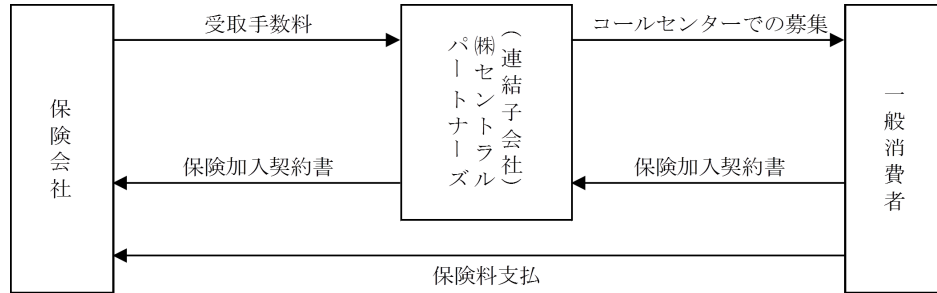 受取手数料
コールセンターでの募集
保険会社
(連結子会社)
㈱セントラル
パートナーズ
一般消費者
保険加入契約書
保険加入契約書
保険料支払